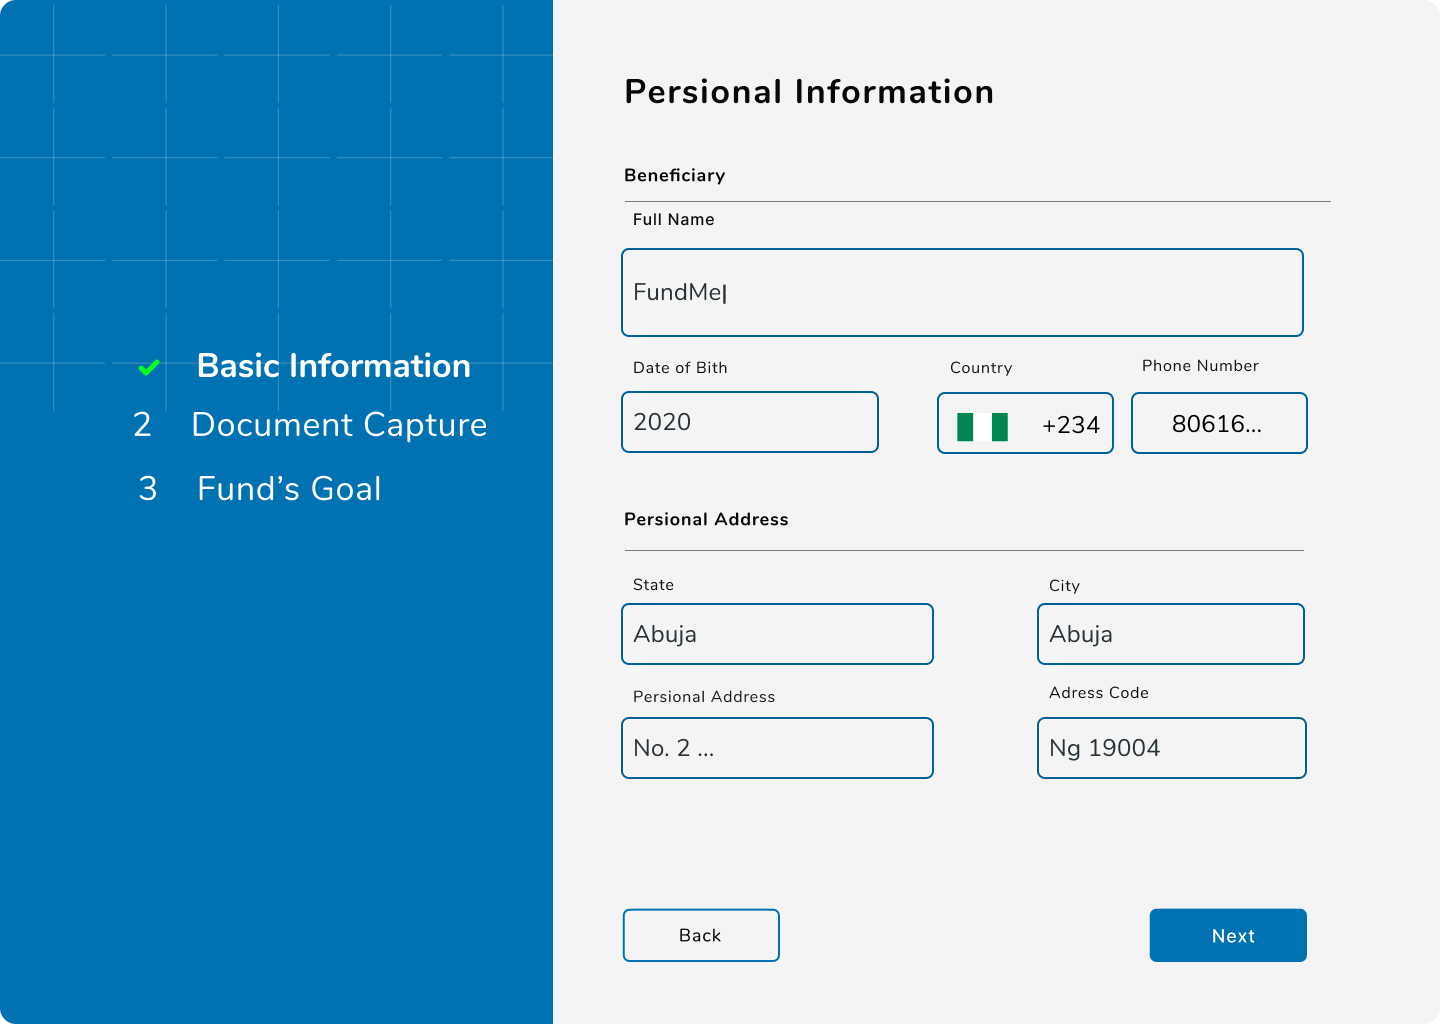 Basic Information
2 Document Capture
3 Fund’s Goal
Persional Information
Beneficiary
Full Name
FundMe
Date of Bith
Country
Phone Number
2020
+234
80616...
Persional Address
State
City
Abuja
Abuja
Persional Address
Adress Code
No. 2 ...
Ng 19004
Back
Next